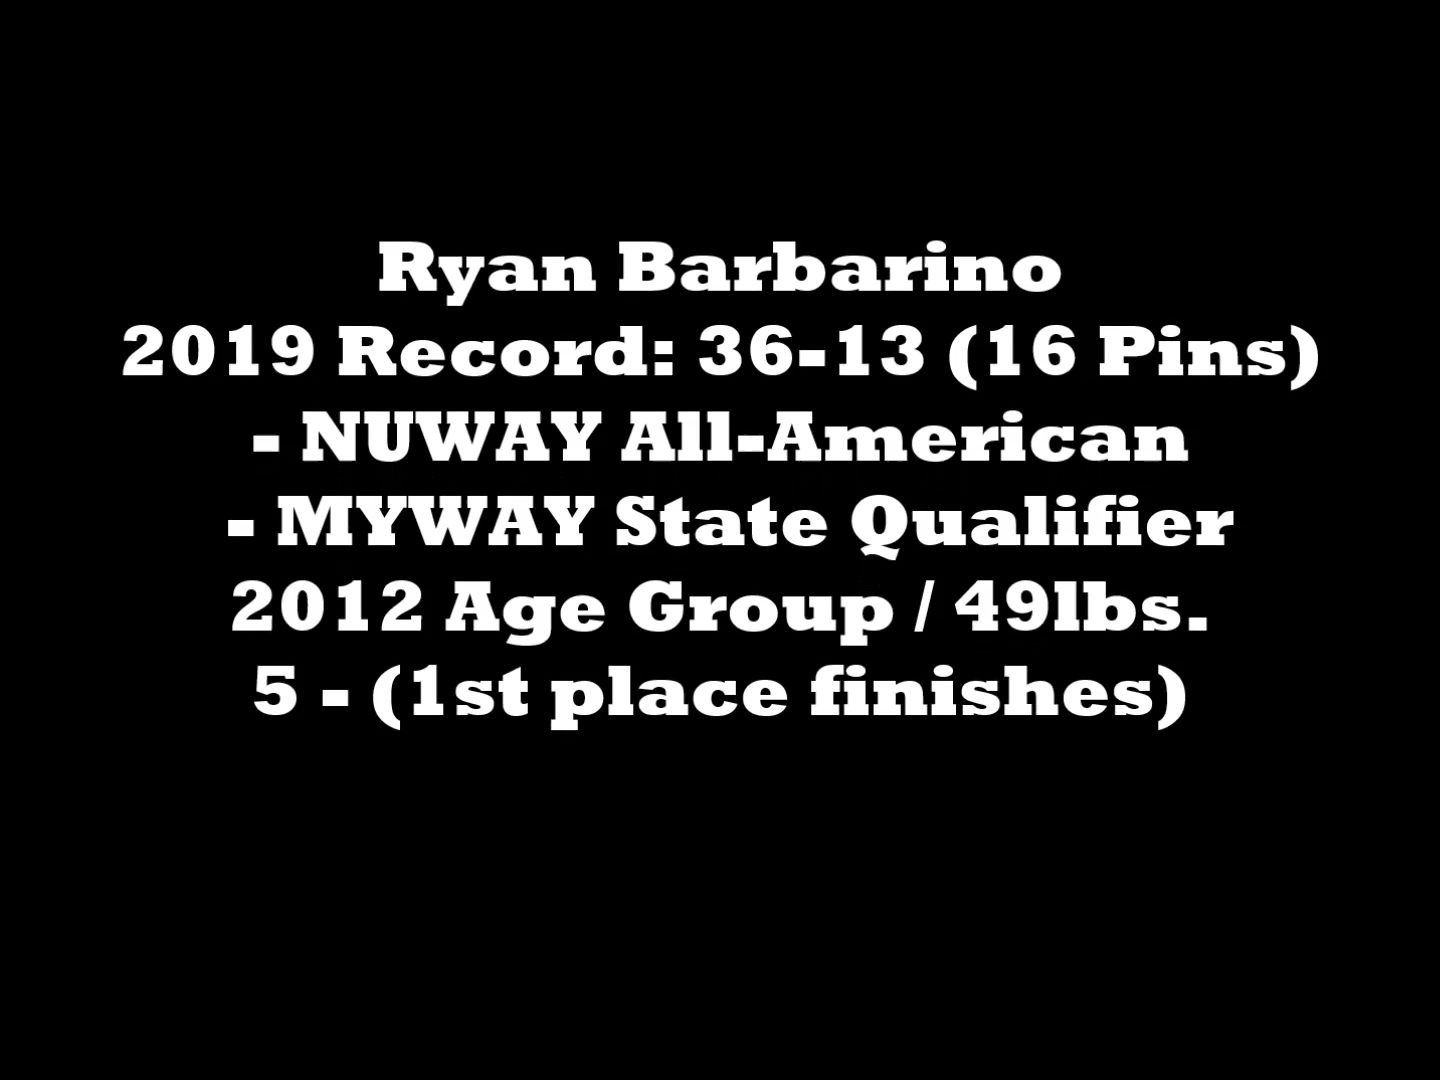 Ryan Barbarino
2019 Record: 36-13 (16 Pins)
- NUWAY All-American
- MYWAY State Qualifier
2012 Age Group / 49lbs.
5 - (1st place finishes)